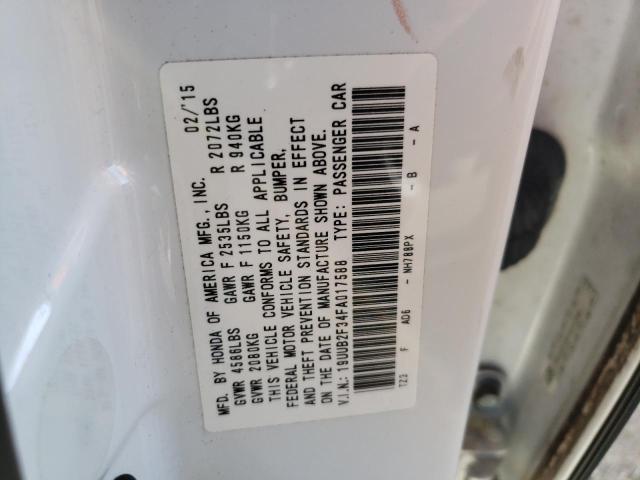 MFD. BY HONDA OF AMERICA MFG., INC. 02/'15
GVWR 4586LBS GAWR F 2535LBS R 2072LBS
GVWR 2080KG GAWR F 1150KG R 940KG
THIS VEHICLE CONFORMS TO ALL APPLICABLE
FEDERAL MOTOR VEHICLE SAFETY, BUMPER,
AND THEFT PREVENTION STANDARDS IN EFFECT
ON THE DATE OF MANUFACTURE SHOWN ABOVE.
V.I.N.: 19UUB2F34FA017588 TYPE: PASSENGER CAR
TZ3 F AD6 - NH788PX - B - A